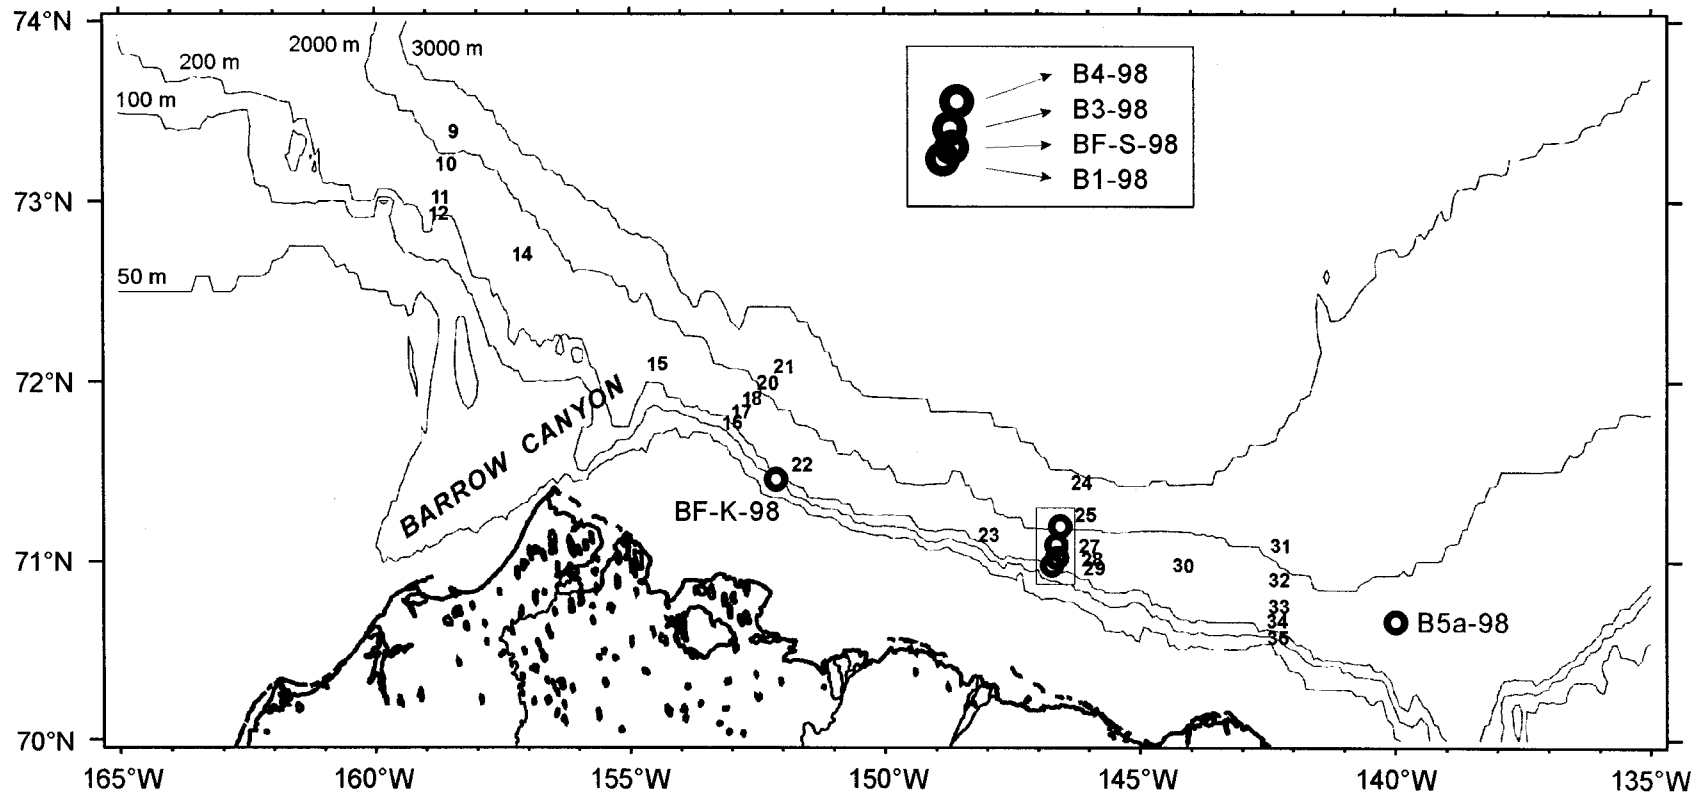 74°N
2000 m
3000 m
200 m
100 m
B4-98
B3-98
BF-S-98
B1-98
9
10
11
12
73°N
14
50 m
15
21
20
18
17
16
72°N
BARROW CANYON
22
BF-K-98
24
25
23
27
28
29
30
31
32
71°N
33
34
35
B5a-98
70°N
165°W
160°W
155°W
150°W
145°W
140°W
135°W